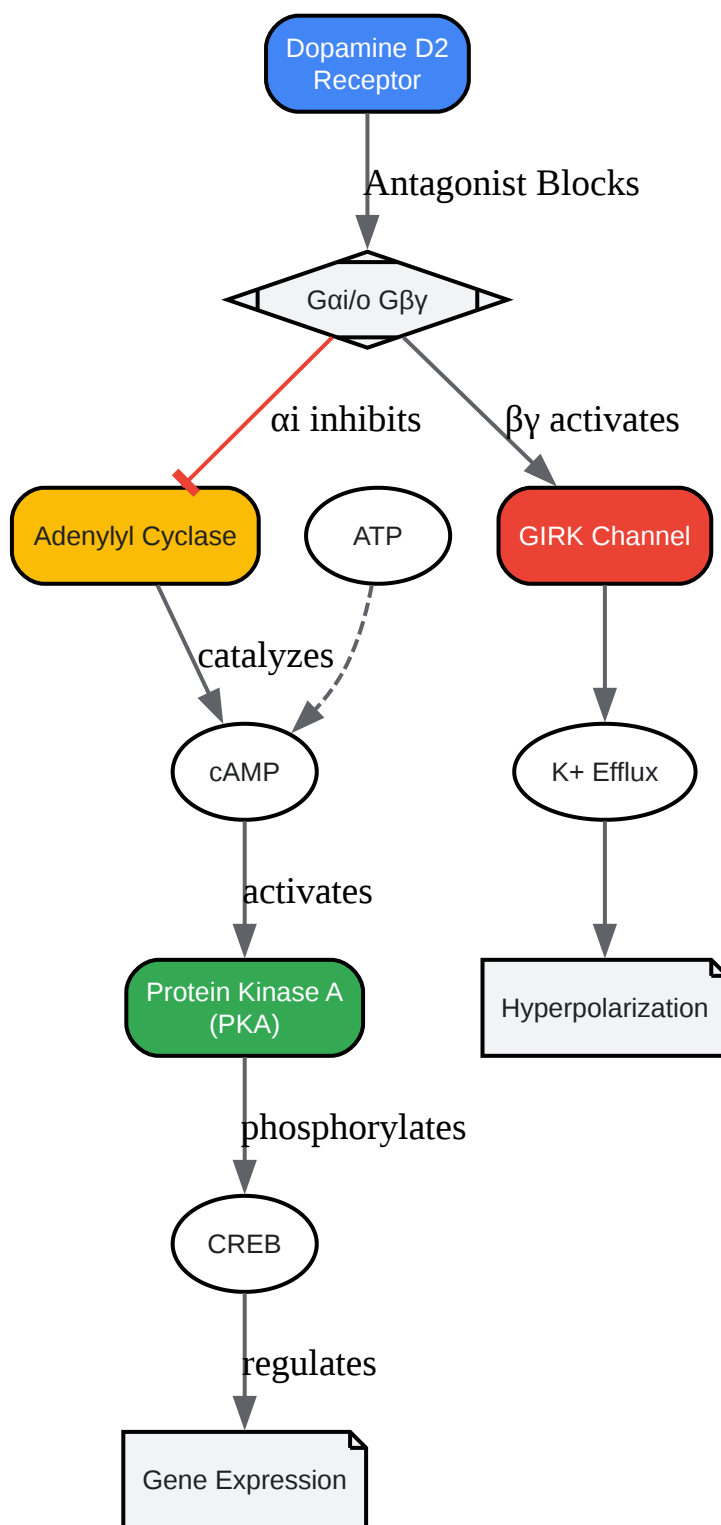 Dopamine D2
Receptor
Antagonist Blocks
Gαi/o Gβγ
αi inhibits
βγ activates
Adenylyl Cyclase
ATP
GIRK Channel
catalyzes
cAMP
K+ Efflux
activates
Protein Kinase A
(PKA)
Hyperpolarization
phosphorylates
CREB
regulates
Gene Expression